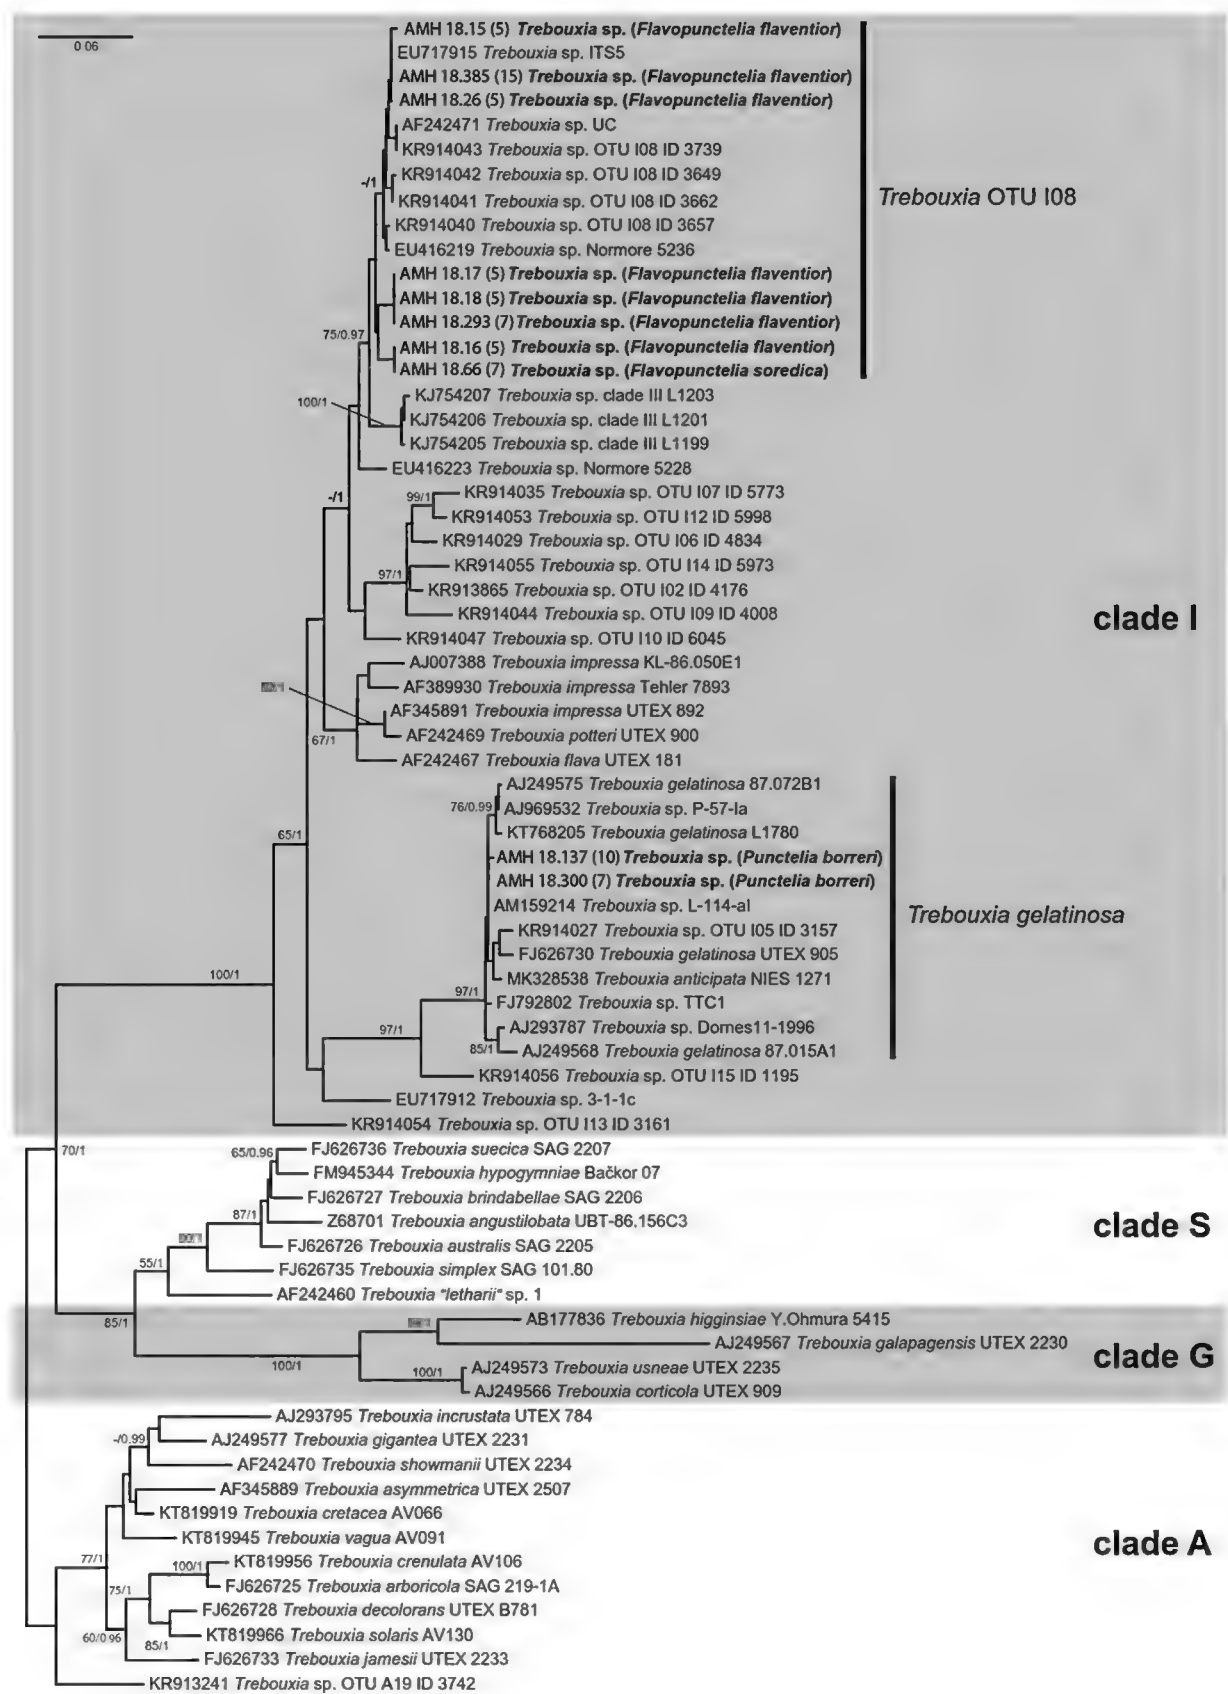 0.06
AMH 18.15 (5) Trebouxia sp. (Flavopunctelia flaventior)
EU717915 Trebouxia sp. ITS5
AMH 18.385 (15) Trebouxia sp. (Flavopunctelia flaventior)
AMH 18.26 (5) Trebouxia sp. (Flavopunctelia flaventior)
AF242471 Trebouxia sp. UC
KR914043 Trebouxia sp. OTU I08 ID 3739
KR914042 Trebouxia sp. OTU I08 ID 3649
-/1
KR914041 Trebouxia sp. OTU I08 ID 3662
Trebouxia OTU I08
KR914040 Trebouxia sp. OTU I08 ID 3657
EU416219 Trebouxia sp. Normore 5236
AMH 18.17 (5) Trebouxia sp. (Flavopunctelia flaventior)
AMH 18.18 (5) Trebouxia sp. (Flavopunctelia flaventior)
AMH 18.293 (7) Trebouxia sp. (Flavopunctelia flaventior)
75/0.97
AMH 18.16 (5) Trebouxia sp. (Flavopunctelia flaventior)
AMH 18.66 (7) Trebouxia sp. (Flavopunctelia soredica)
KJ754207 Trebouxia sp. clade III L1203
100/1
KJ754206 Trebouxia sp. clade III L1201
KJ754205 Trebouxia sp. clade III L1199
EU416223 Trebouxia sp. Normore 5228
-/1
99/1
KR914035 Trebouxia sp. OTU I07 ID 5773
KR914053 Trebouxia sp. OTU I12 ID 5998
KR914029 Trebouxia sp. OTU I06 ID 4834
KR914055 Trebouxia sp. OTU I14 ID 5973
97/1
KR913865 Trebouxia sp. OTU I02 ID 4176
KR914044 Trebouxia sp. OTU I09 ID 4008
clade I
KR914047 Trebouxia sp. OTU I10 ID 6045
AJ007388 Trebouxia impressa KL-86.050E1
AF389930 Trebouxia impressa Tehler 7893
AF345891 Trebouxia impressa UTEX 892
AF242469 Trebouxia potteri UTEX 900
67/1
AF242467 Trebouxia flava UTEX 181
AJ249575 Trebouxia gelatinosa 87.072B1
76/0.99
AJ969532 Trebouxia sp. P-57-Ia
KT768205 Trebouxia gelatinosa L1780
65/1
AMH 18.137 (10) Trebouxia sp. (Punctelia borreri)
AMH 18.300 (7) Trebouxia sp. (Punctelia borreri)
AM159214 Trebouxia sp. L-114-al
Trebouxia gelatinosa
KR914027 Trebouxia sp. OTU I05 ID 3157
FJ626730 Trebouxia gelatinosa UTEX 905
100/1
MK328538 Trebouxia anticipata NIES 1271
97/1
FJ792802 Trebouxia sp. TTC1
97/1
AJ293787 Trebouxia sp. Dornes11-1996
85/1
AJ249568 Trebouxia gelatinosa 87.015A1
KR914056 Trebouxia sp. OTU I15 ID 1195
EU717912 Trebouxia sp. 3-1-1c
KR914054 Trebouxia sp. OTU I13 ID 3161
70/1
65/0.96
FJ626736 Trebouxia suecica SAG 2207
FM945344 Trebouxia hypogymniae Bačkor 07
FJ626727 Trebouxia brindabellae SAG 2206
87/1
Z68701 Trebouxia angustilobata UBT-86.156C3
clade S
FJ626726 Trebouxia australis SAG 2205
55/1
FJ626735 Trebouxia simplex SAG 101.80
AF242460 Trebouxia "letharii" sp. 1
85/1
AB177836 Trebouxia higginsiae Y.Ohmura 5415
AJ249567 Trebouxia galapagensis UTEX 2230
clade G
100/1
100/1
AJ249573 Trebouxia usneae UTEX 2235
AJ249566 Trebouxia corticola UTEX 909
AJ293795 Trebouxia incrustata UTEX 784
-/0.99
AJ249577 Trebouxia gigantea UTEX 2231
AF242470 Trebouxia showmanii UTEX 2234
AF345889 Trebouxia asymmetrica UTEX 2507
KT819919 Trebouxia cretacea AV066
KT819945 Trebouxia vagua AV091
clade A
77/1
100/1
KT819956 Trebouxia crenulata AV106
75/1
FJ626725 Trebouxia arboricola SAG 219-1A
FJ626728 Trebouxia decolorans UTEX B781
60/0.96
85/1
KT819966 Trebouxia solaris AV130
FJ626733 Trebouxia jamesii UTEX 2233
KR913241 Trebouxia sp. OTU A19 ID 3742